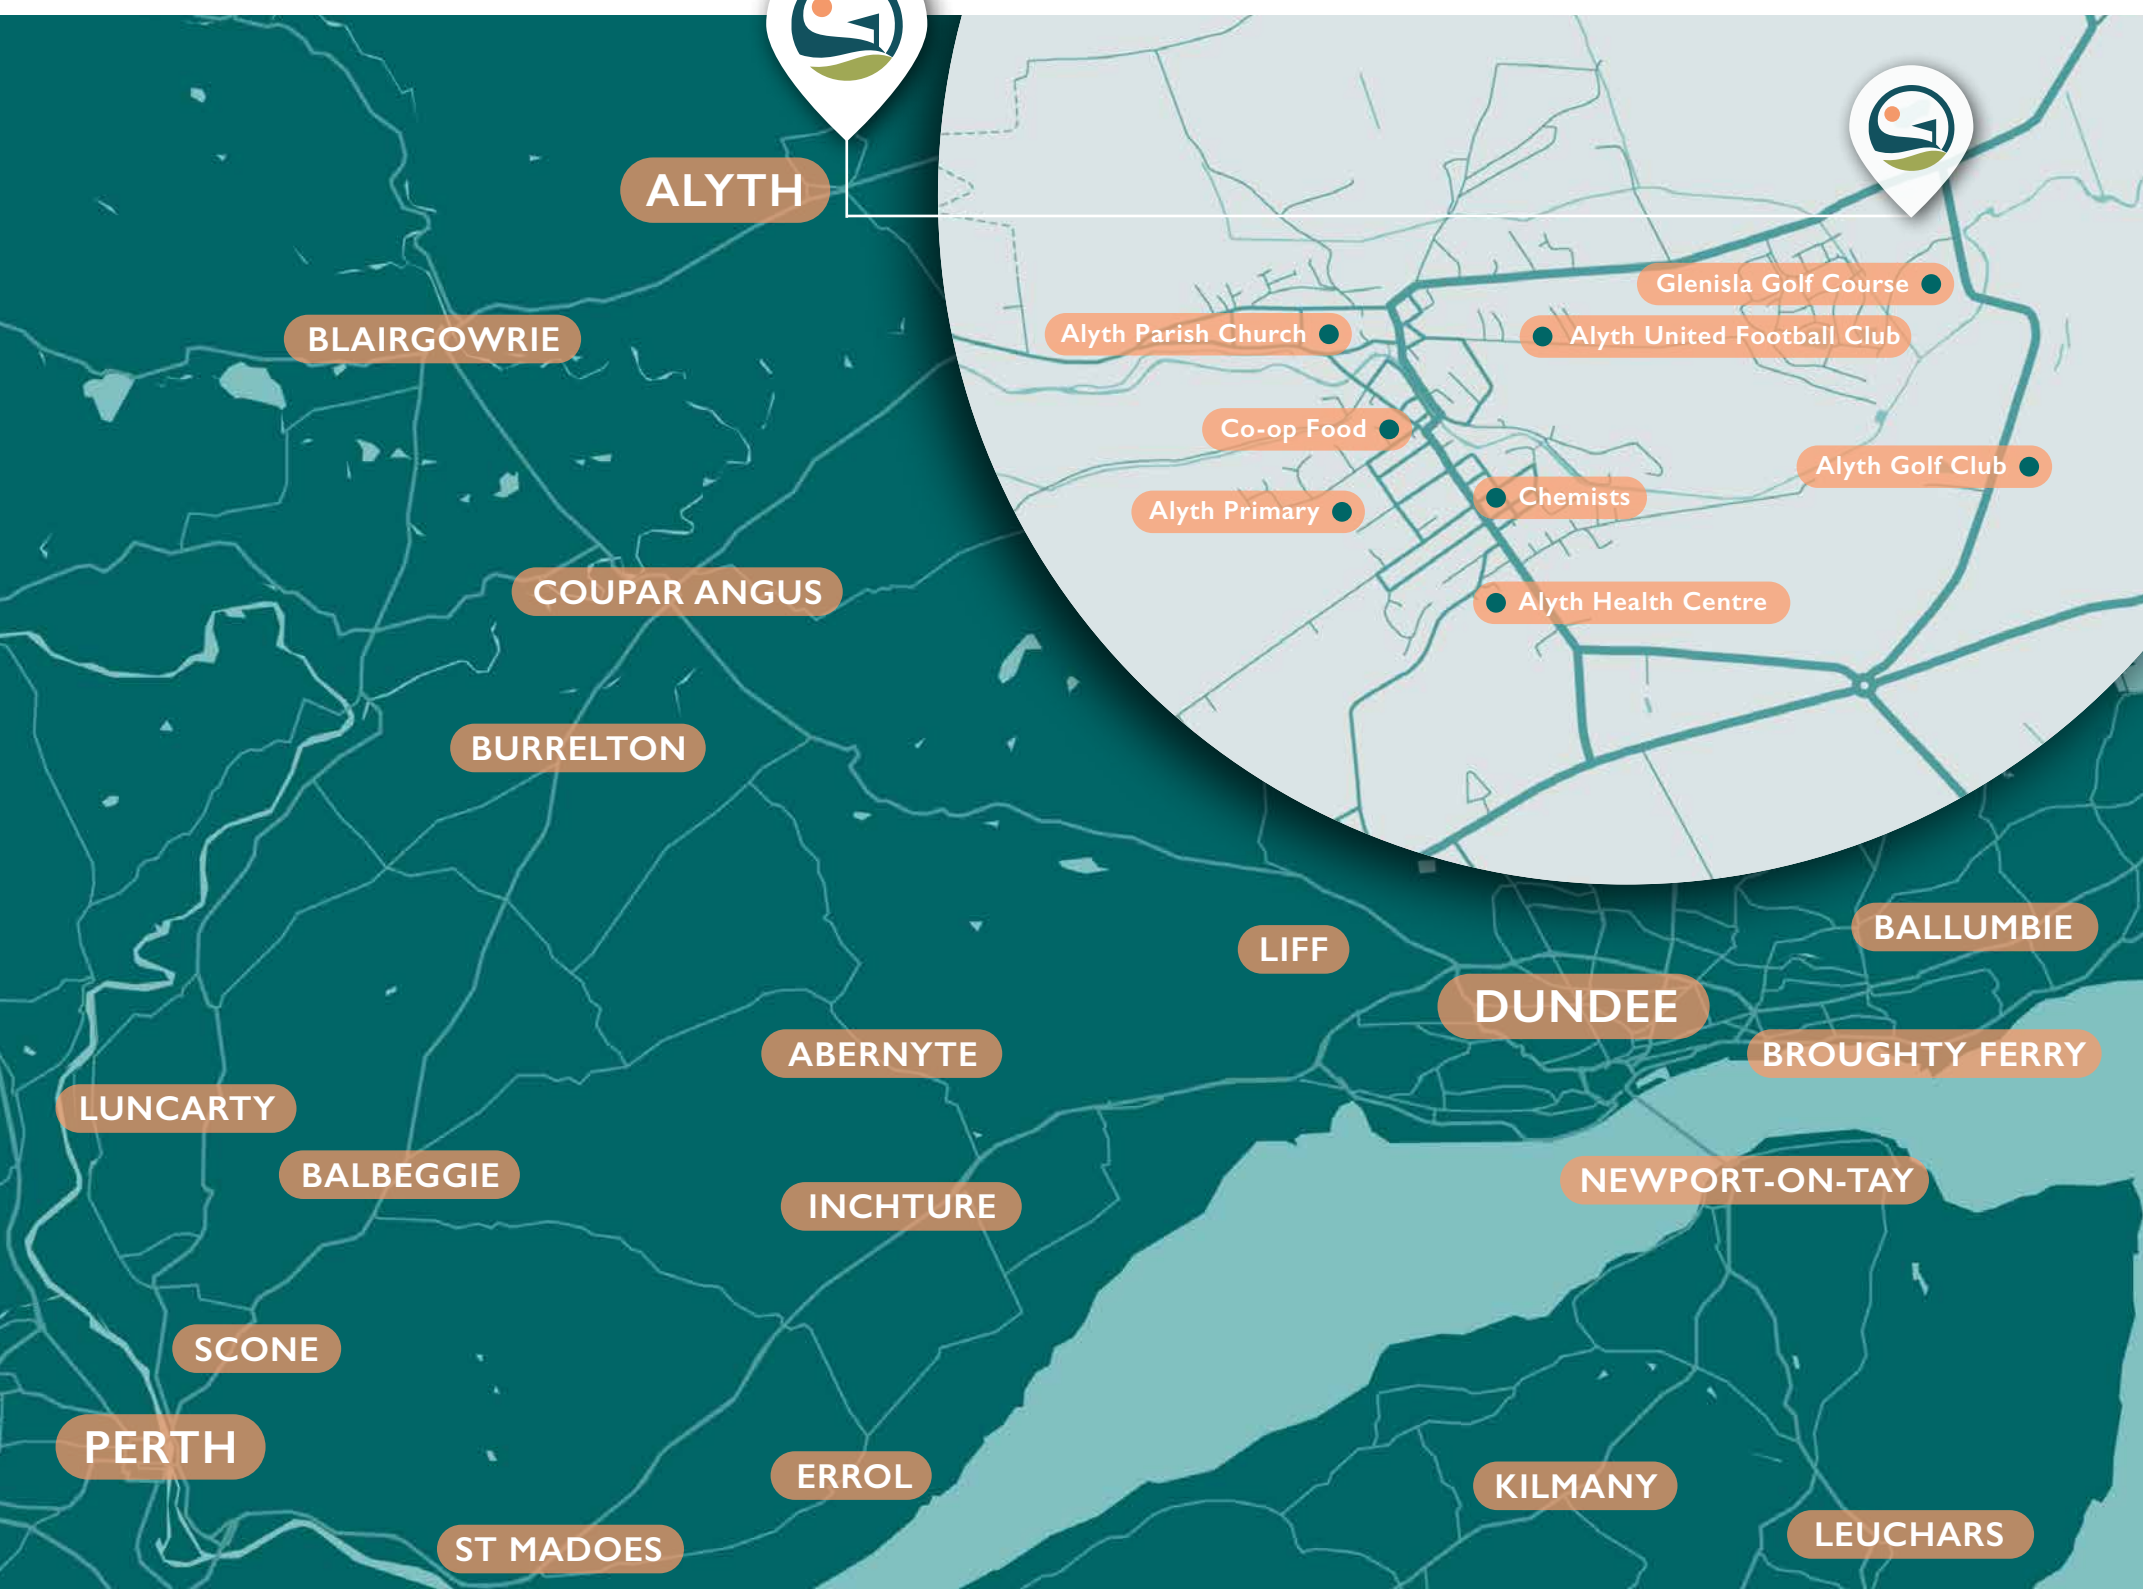 ALYTH
Glenisla Golf Course
Alyth Parish Church
Alyth United Football Club
BLAIRGOWRIE
Co-op Food
Alyth Golf Club
Chemists
Alyth Primary
COUPAR ANGUS
Alyth Health Centre
BURRELTON
BALLUMBIE
LIFF
DUNDEE
ABERNYTE
BROUGHTY FERRY
LUNCARTY
BALBEGGIE
NEWPORT-ON-TAY
INCHTURE
SCONE
PERTH
ERROL
KILMANY
LEUCHARS
ST MADOES